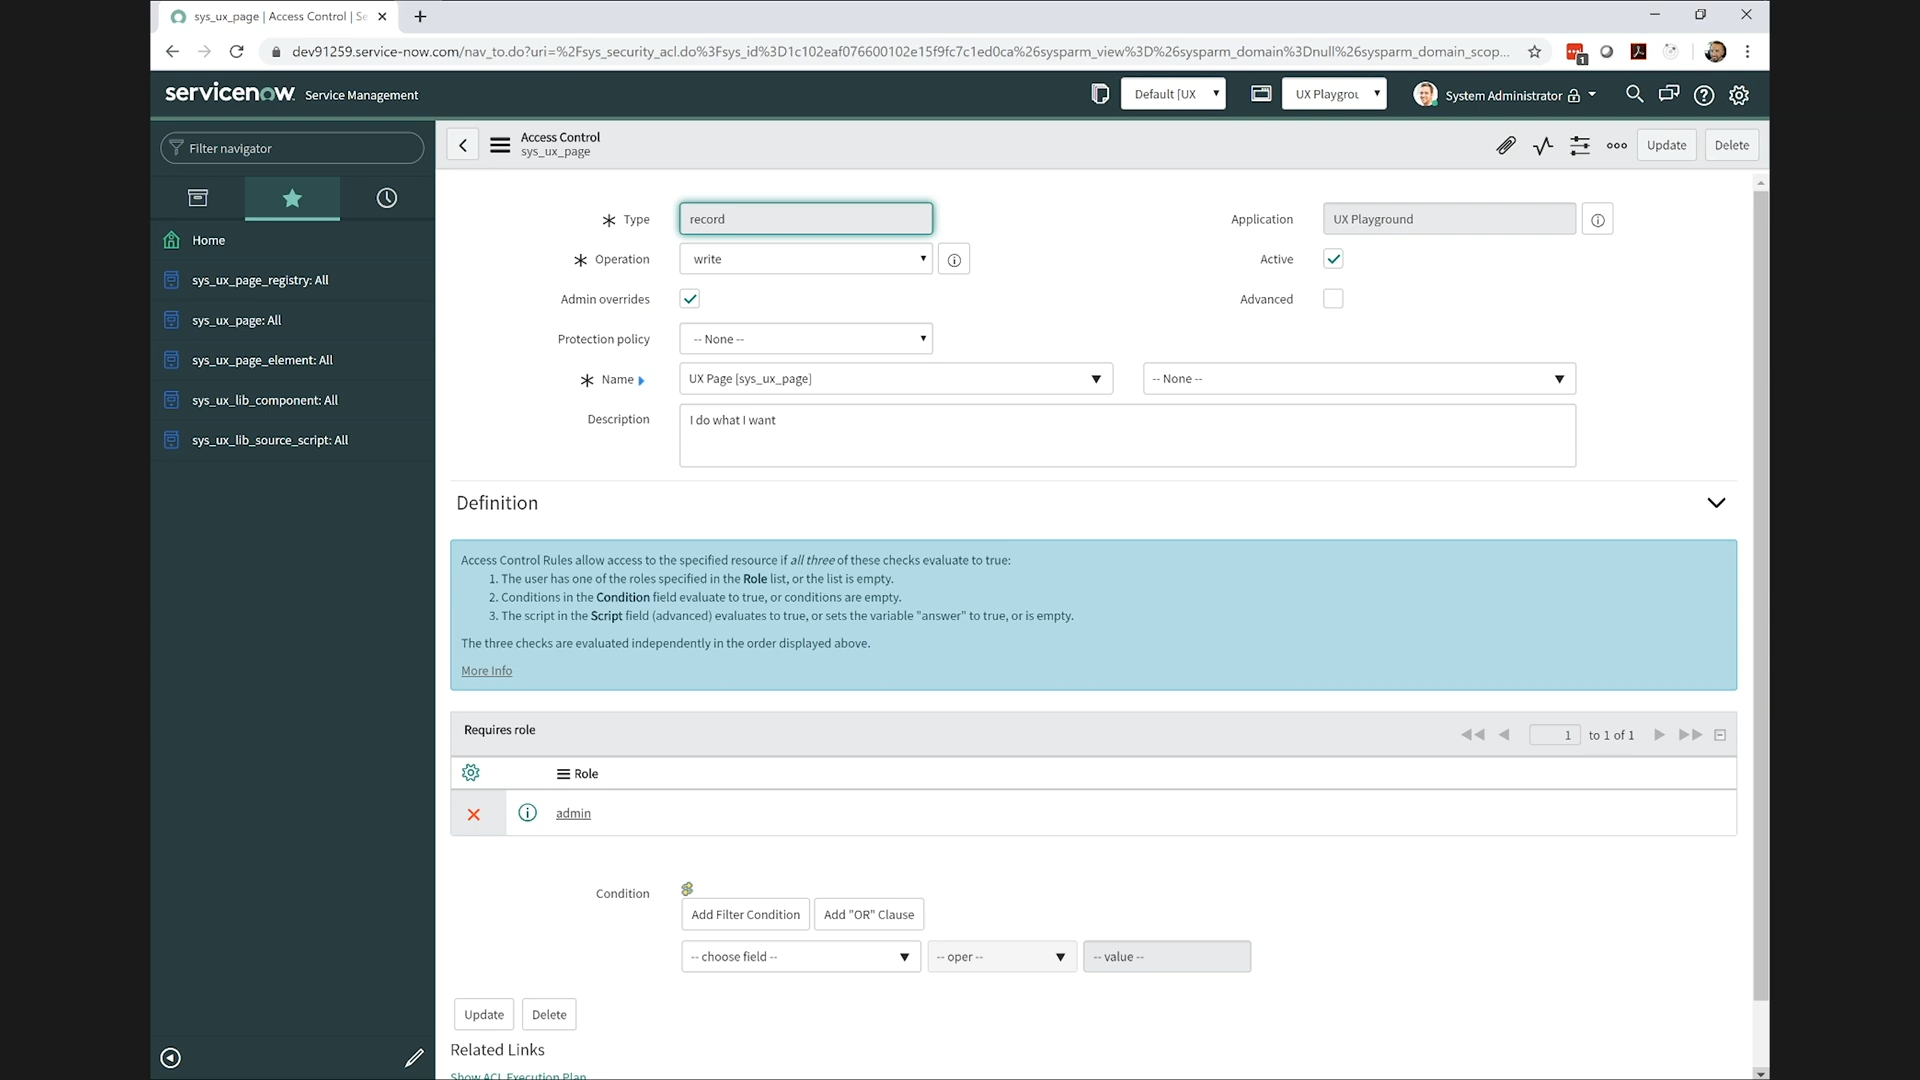 sys_ux_page | Access Control | Se
dev91259.service-now.com/nav_to.do?uri=%2Fsys_security_acl.do%3Fsys_id%3D1c102eaf076600102e15f9fc7c1ed0ca%26sysparm_view%3D%26sysparm_domain%3Dnull%26sysparm_domain_scop...
1
servicenow Service Management
Default [UX
UX Playgrou
System Administrator
Filter navigator
Home
sys_ux_page_registry: All
sys_ux_page: All
sys_ux_page_element: All
sys_ux_lib_component: All
sys_ux_lib_source_script: All
Access Control
sys_ux_page
Update
Delete
Type
record
Application
UX Playground
Operation
write
Active
Admin overrides
Advanced
Protection policy
-- None --
Name
UX Page [sys_ux_page]
-- None --
Description
I do what I want
Definition
Access Control Rules allow access to the specified resource if all three of these checks evaluate to true:
1. The user has one of the roles specified in the Role list, or the list is empty.
2. Conditions in the Condition field evaluate to true, or conditions are empty.
3. The script in the Script field (advanced) evaluates to true, or sets the variable "answer" to true, or is empty.
The three checks are evaluated independently in the order displayed above.
More Info
Requires role
1 to 1 of 1
Role
admin
Condition
Add Filter Condition
Add "OR" Clause
-- choose field --
-- oper --
-- value --
Update
Delete
Related Links
Show ACL Execution Plan